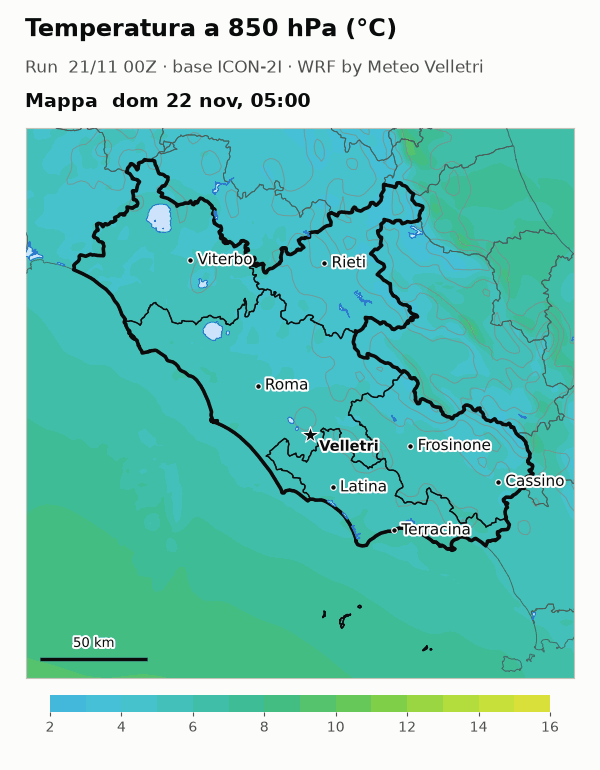 Temperatura a 850 hPa (°C)
Run  21/11 00Z · base ICON-2I · WRF by Meteo Velletri
Mappa  dom 22 nov, 05:00
Viterbo
Rieti
Roma
Velletri
Frosinone
Cassino
Latina
Terracina
50 km
2 4 6 8 10 12 14 16